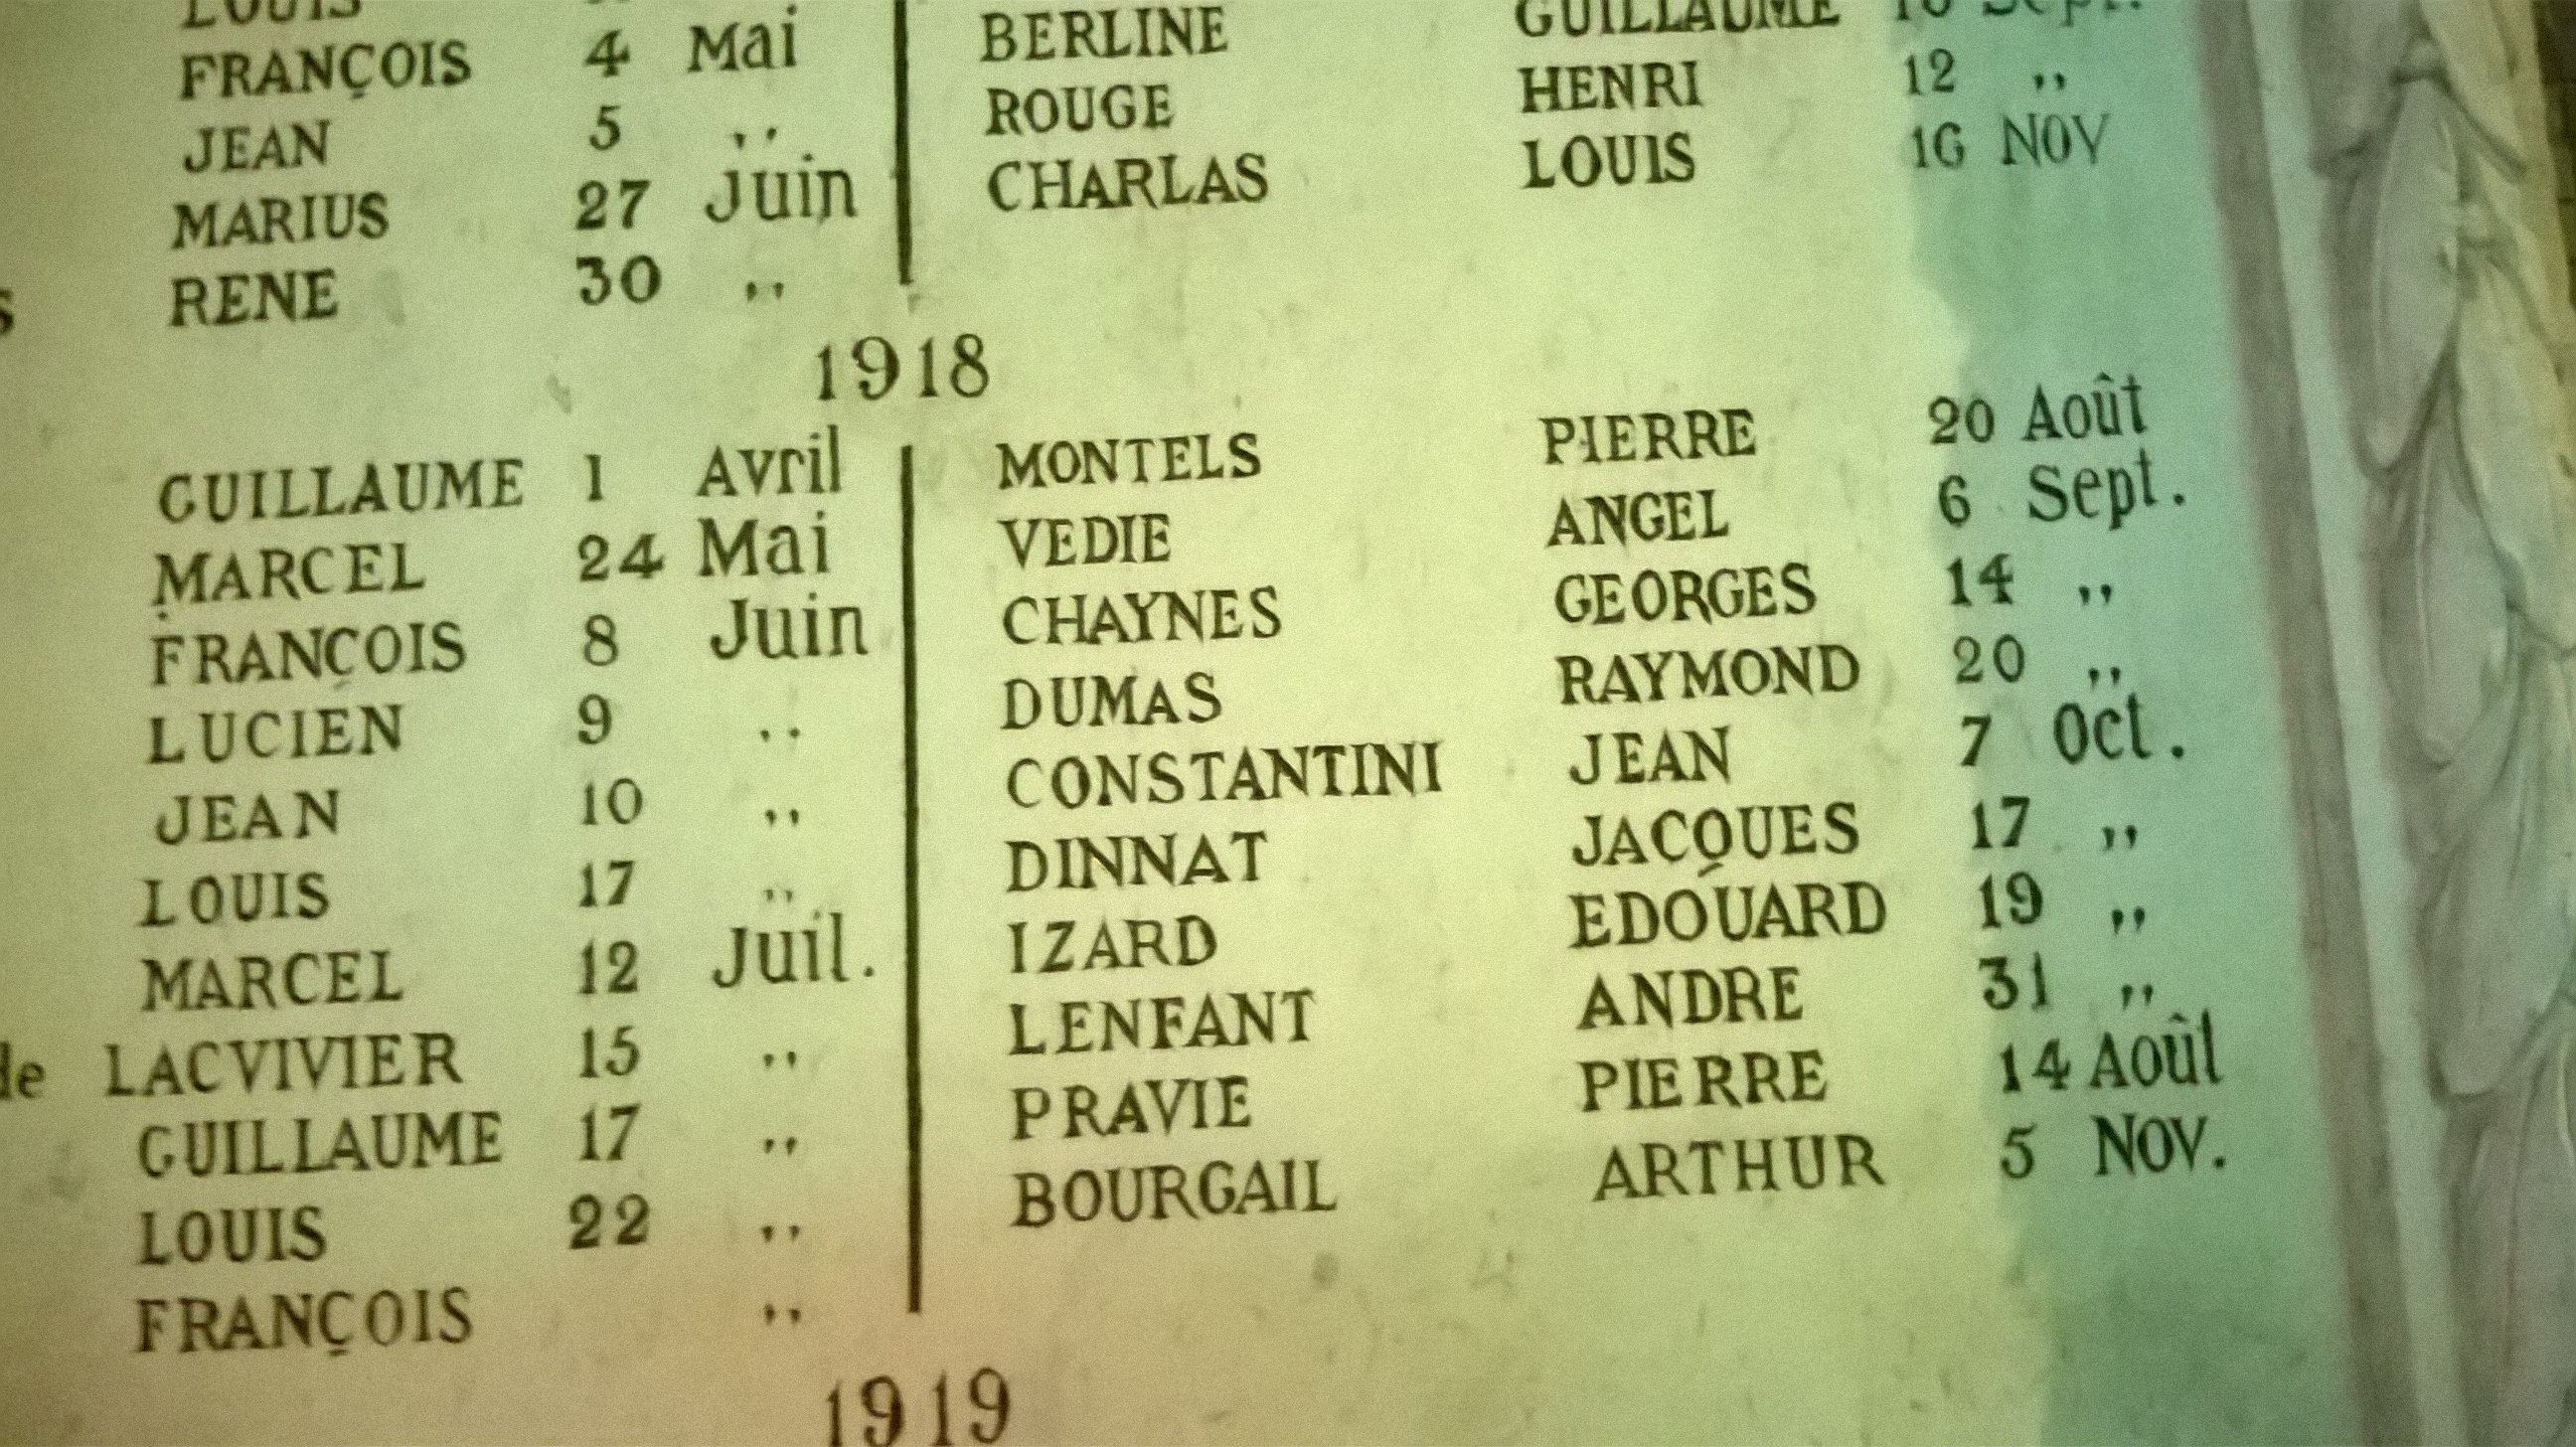 LOUIS
FRANÇOIS 4 Mai
JEAN 5 ,,
MARIUS 27 Juin
RENE 30 ,,
BERLINE GUILLAUME 10 Sept.
ROUGE HENRI 12 ,,
CHARLAS LOUIS 16 NOV
1918
GUILLAUME 1 Avril
MARCEL 24 Mai
FRANÇOIS 8 Juin
LUCIEN 9 ,,
JEAN 10 ,,
LOUIS 17 ,,
MARCEL 12 Juil.
de LACVIVIER 15 ,,
GUILLAUME 17 ,,
LOUIS 22 ,,
FRANÇOIS ,,
MONTELS PIERRE 20 Août
VEDIE ANGEL 6 Sept.
CHAYNES GEORGES 14 ,,
DUMAS RAYMOND 20 ,,
CONSTANTINI JEAN 7 Oct.
DINNAT JACQUES 17 ,,
IZARD EDOUARD 19 ,,
LENFANT ANDRE 31 ,,
PRAVIE PIERRE 14 Août
BOURGAIL ARTHUR 5 NOV.
1919